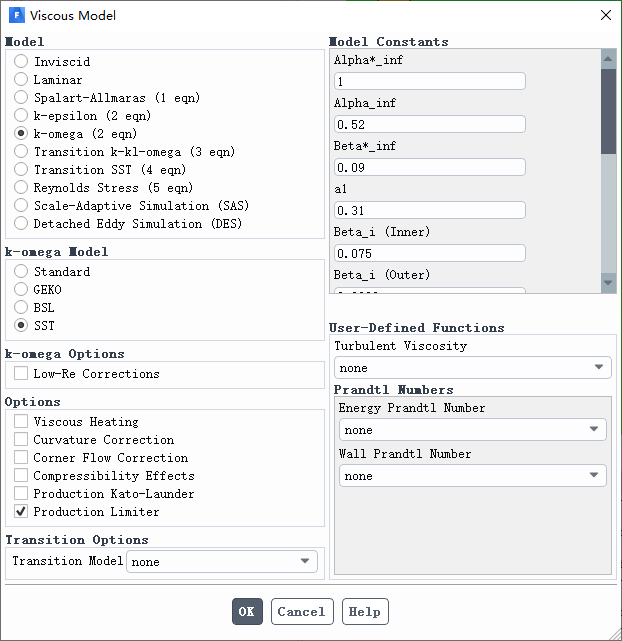 Viscous Model
Model
Inviscid
Laminar
Spalart-Allmaras (1 eqn)
k-epsilon (2 eqn)
k-omega (2 eqn)
Transition k-kl-omega (3 eqn)
Transition SST (4 eqn)
Reynolds Stress (5 eqn)
Scale-Adaptive Simulation (SAS)
Detached Eddy Simulation (DES)
k-omega Model
Standard
GEKO
BSL
SST
k-omega Options
Low-Re Corrections
Options
Viscous Heating
Curvature Correction
Corner Flow Correction
Compressibility Effects
Production Kato-Launder
Production Limiter
Transition Options
Transition Model none
Model Constants
Alpha*_inf
1
Alpha_inf
0.52
Beta*_inf
0.09
a1
0.31
Beta_i (Inner)
0.075
Beta_i (Outer)
User-Defined Functions
Turbulent Viscosity
none
Prandtl Numbers
Energy Prandtl Number
none
Wall Prandtl Number
none
OK Cancel Help